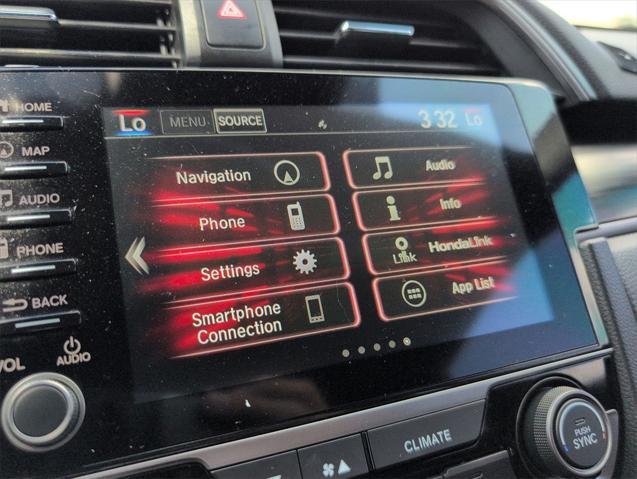 HOME
MAP
AUDIO
PHONE
BACK
VOL
AUDIO
Lo MENU SOURCE 3 32 Lo
Navigation
Phone
Settings
Smartphone
Connection
Audio
Info
Link HondaLink
App List
CLIMATE
PUSH
SYNC